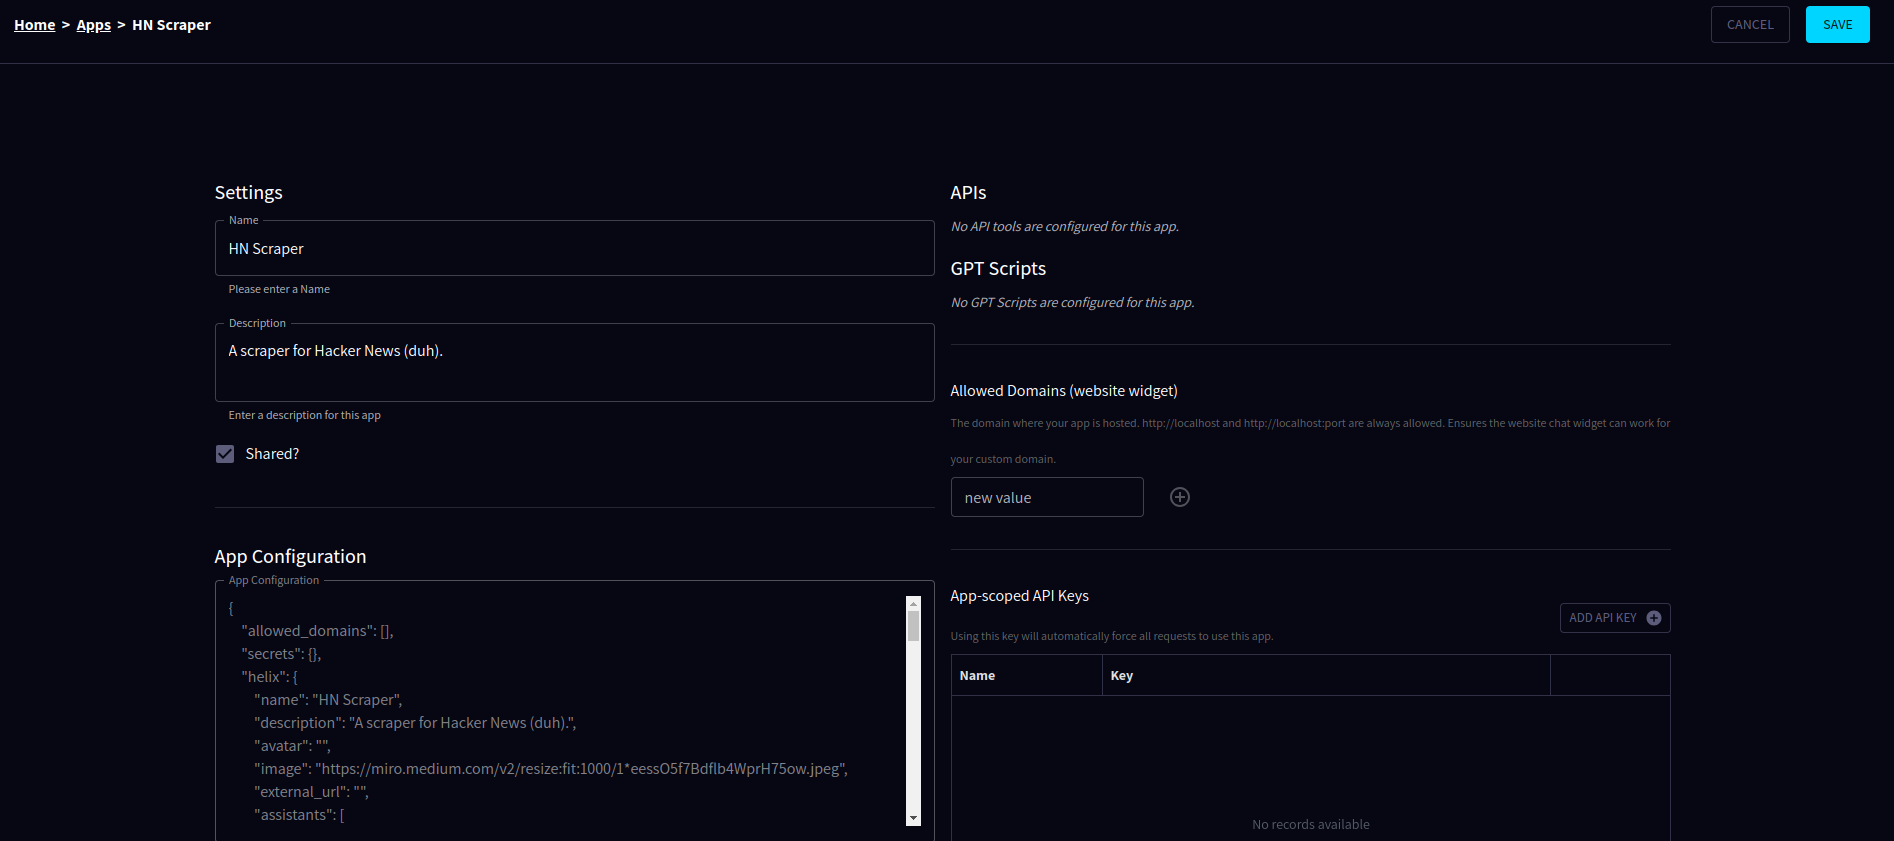 Home > Apps > HN Scraper
CANCEL
SAVE
Settings
Name
HN Scraper
Please enter a Name
Description
A scraper for Hacker News (duh).
Enter a description for this app
Shared?
App Configuration
App Configuration
{
"allowed_domains": [],
"secrets": {},
"helix": {
"name": "HN Scraper",
"description": "A scraper for Hacker News (duh).",
"avatar": "",
"image": "https://miro.medium.com/v2/resize:fit:1000/1*eessO5f7Bdflb4WprH75ow.jpeg",
"external_url": "",
"assistants": [
APIs
No API tools are configured for this app.
GPT Scripts
No GPT Scripts are configured for this app.
Allowed Domains (website widget)
The domain where your app is hosted. http://localhost and http://localhost:port are always allowed. Ensures the website chat widget can work for
your custom domain.
new value
App-scoped API Keys
ADD API KEY
Using this key will automatically force all requests to use this app.
Name
Key
No records available